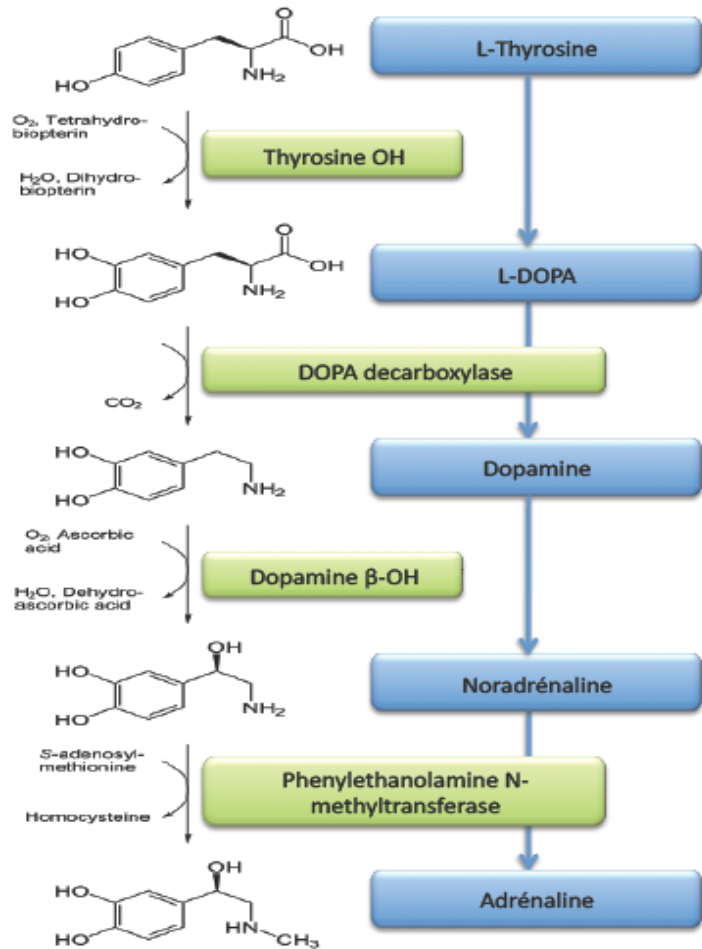 O
OH
HO
NH₂
L-Thyrosine
O₂, Tetrahydro-
biopterin
Thyrosine OH
H₂O, Dihydro-
biopterin
O
HO
OH
HO
NH₂
L-DOPA
DOPA decarboxylase
CO₂
HO
HO
NH₂
Dopamine
O₂, Ascorbic
acid
Dopamine β-OH
H₂O, Dehydro-
ascorbic acid
OH
HO
HO
NH₂
Noradrénaline
S-adenosyl-
methionine
Phenylethanolamine N-
methyltransferase
Homocysteine
OH
HO
HO
HN
CH₃
Adrénaline